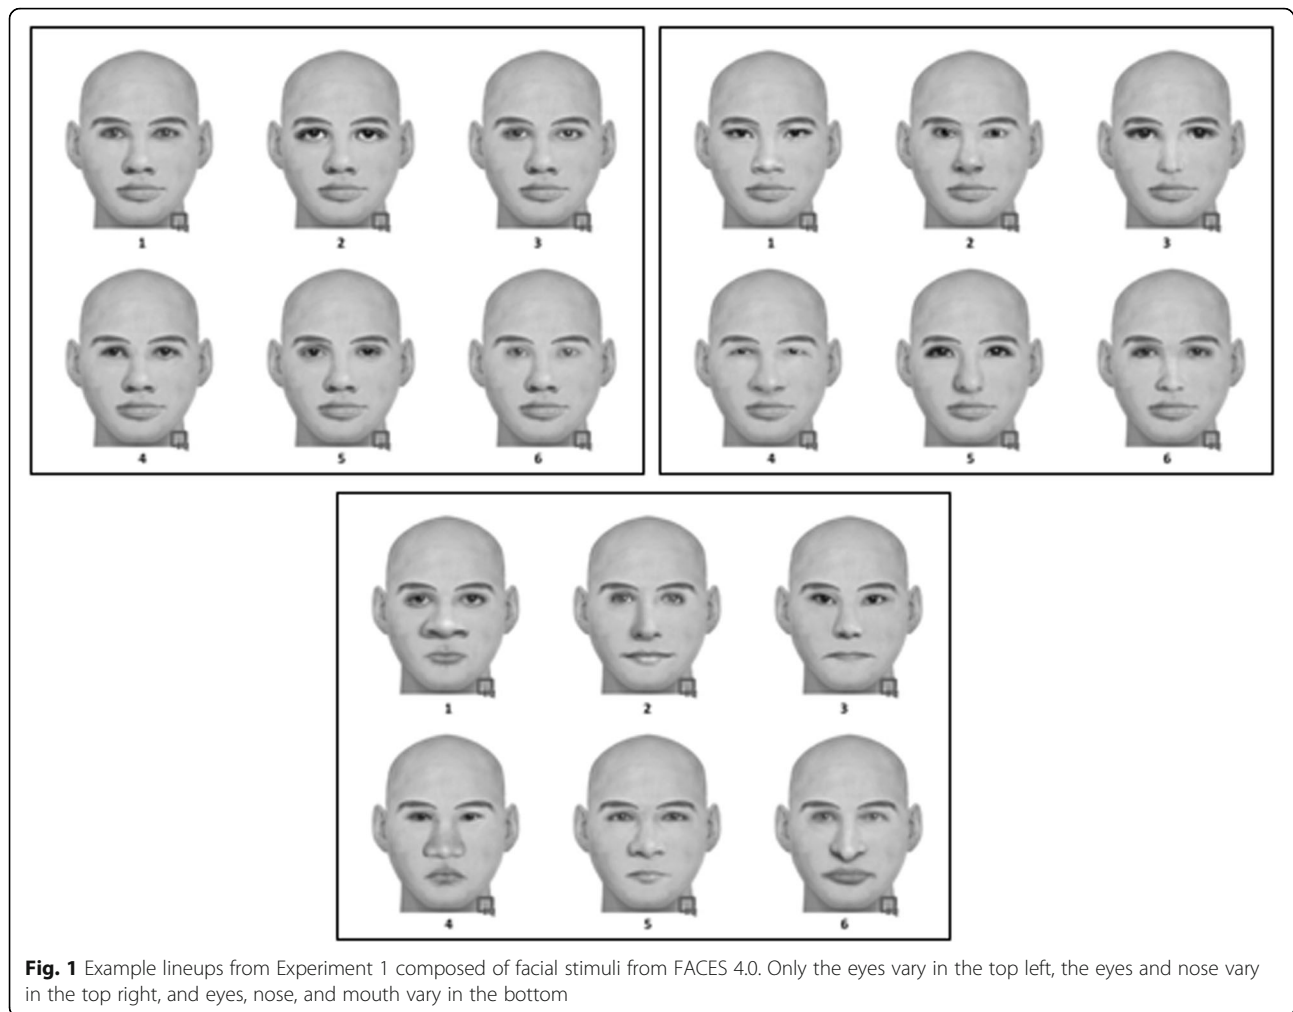 1 2 3
1 2 3
4 5 6
4 5 6
1 2 3
4 5 6
Fig. 1 Example lineups from Experiment 1 composed of facial stimuli from FACES 4.0. Only the eyes vary in the top left, the eyes and nose vary
in the top right, and eyes, nose, and mouth vary in the bottom